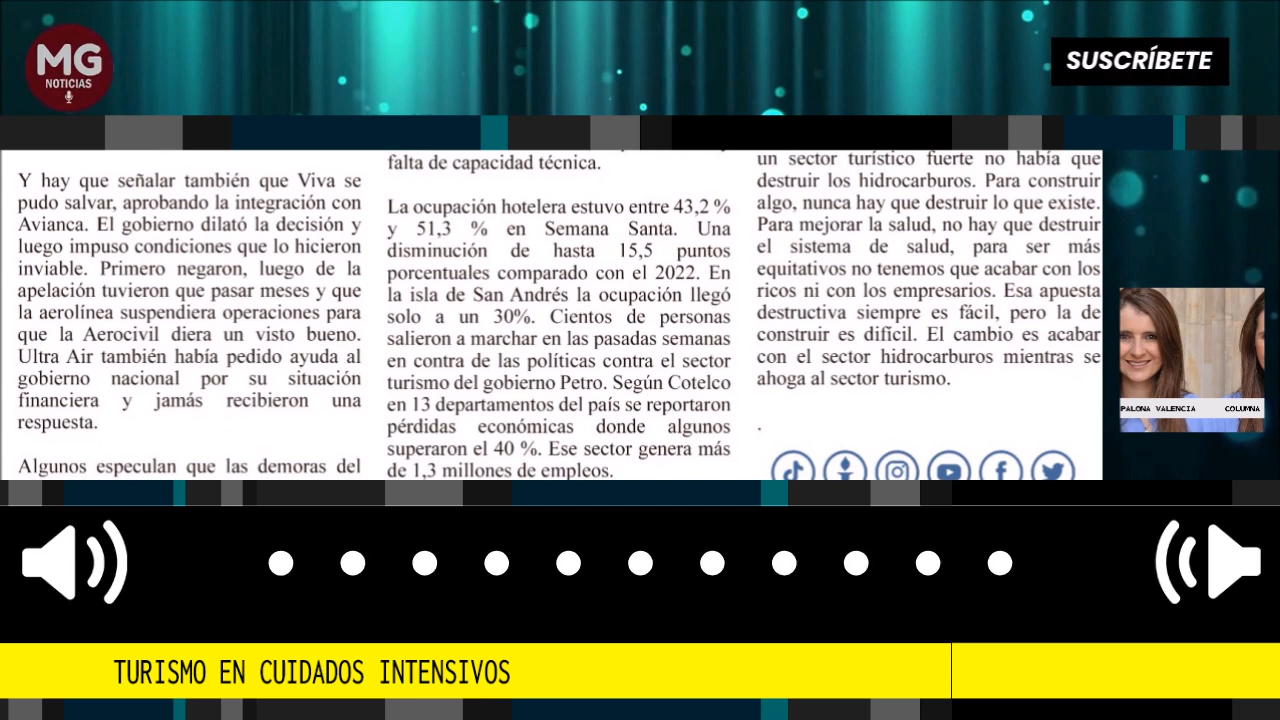 MG
NOTICIAS
SUSCRÍBETE
Y hay que señalar también que Viva se
pudo salvar, aprobando la integración con
Avianca. El gobierno dilató la decisión y
luego impuso condiciones que lo hicieron
inviable. Primero negaron, luego de la
apelación tuvieron que pasar meses y que
la aerolínea suspendiera operaciones para
que la Aerocivil diera un visto bueno.
Ultra Air también había pedido ayuda al
gobierno nacional por su situación
financiera y jamás recibieron una
respuesta.
Algunos especulan que las demoras del
falta de capacidad técnica.
La ocupación hotelera estuvo entre 43,2 %
y 51,3 % en Semana Santa. Una
disminución de hasta 15,5 puntos
porcentuales comparado con el 2022. En
la isla de San Andrés la ocupación llegó
solo a un 30%. Cientos de personas
salieron a marchar en las pasadas semanas
en contra de las políticas contra el sector
turismo del gobierno Petro. Según Cotelco
en 13 departamentos del país se reportaron
pérdidas económicas donde algunos
superaron el 40 %. Ese sector genera más
de 1,3 millones de empleos.
un sector turístico fuerte no había que
destruir los hidrocarburos. Para construir
algo, nunca hay que destruir lo que existe.
Para mejorar la salud, no hay que destruir
el sistema de salud, para ser más
equitativos no tenemos que acabar con los
ricos ni con los empresarios. Esa apuesta
destructiva siempre es fácil, pero la de
construir es difícil. El cambio es acabar
con el sector hidrocarburos mientras se
ahoga al sector turismo.
.
PALONA VALENCIA COLUMNA
TURISMO EN CUIDADOS INTENSIVOS